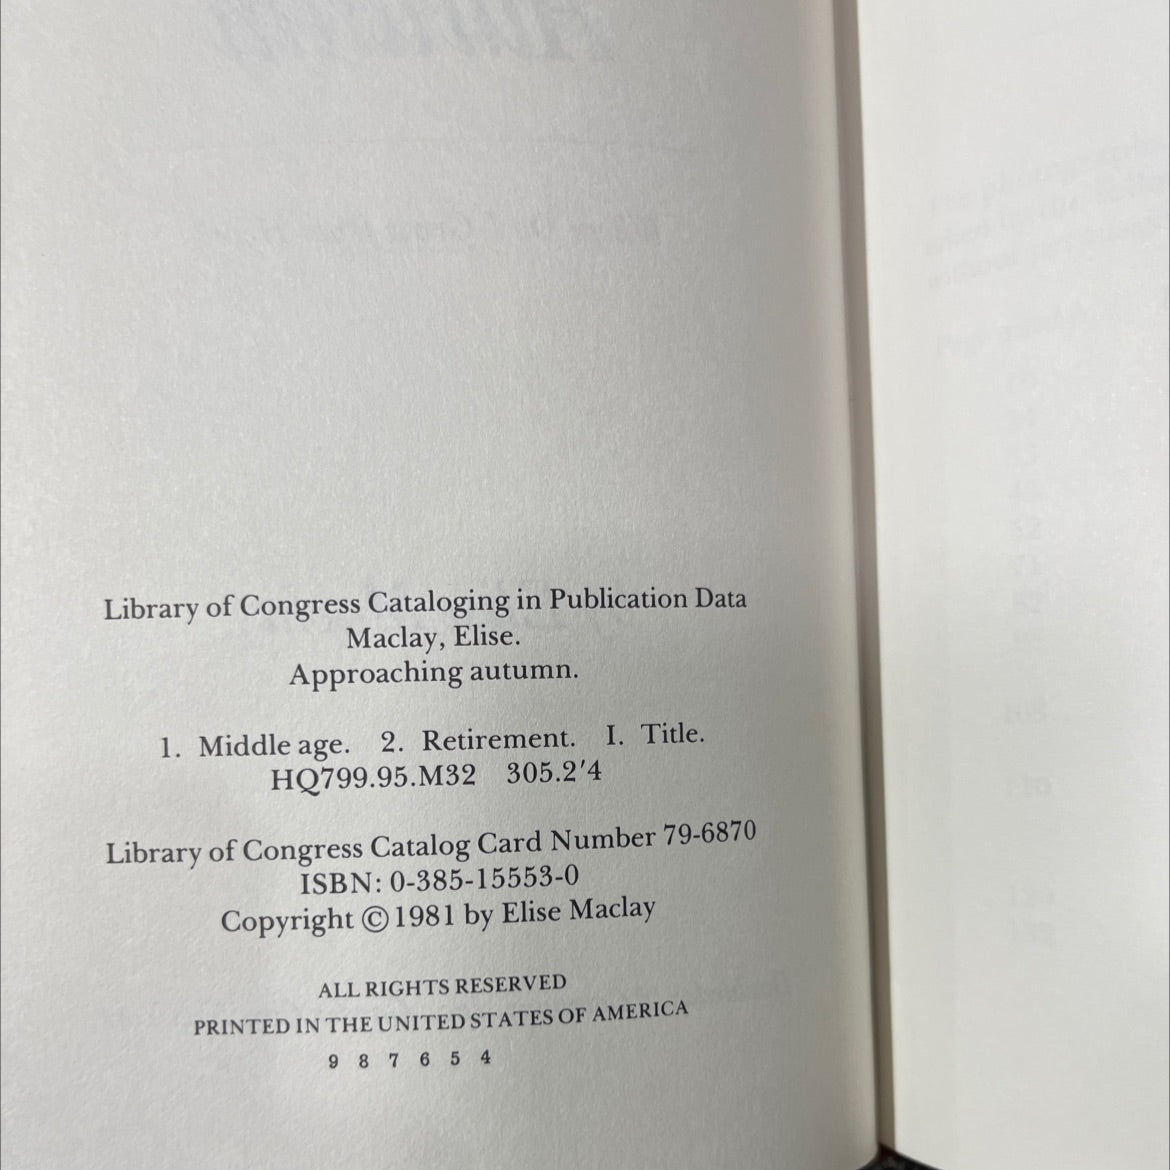 Library of Congress Cataloging in Publication Data
Maclay, Elise.
Approaching autumn.
1. Middle age. 2. Retirement. I. Title.
HQ799.95.M32 305.2′4
Library of Congress Catalog Card Number 79-6870
ISBN: 0-385-15553-0
Copyright © 1981 by Elise Maclay
ALL RIGHTS RESERVED
PRINTED IN THE UNITED STATES OF AMERICA
9 8 7 6 5 4